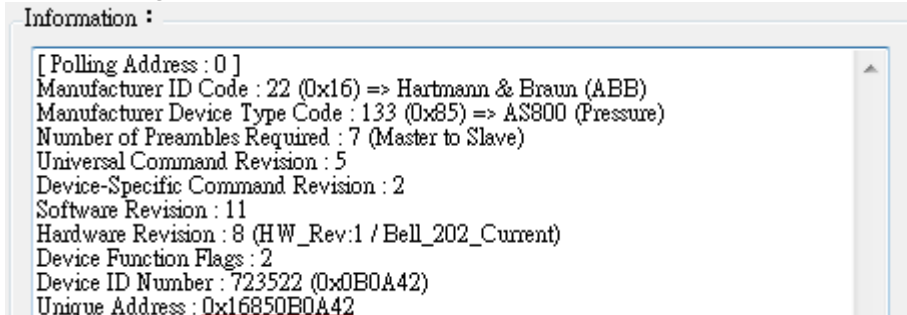 Information :
[ Polling Address : 0 ]
Manufacturer ID Code : 22 (0x16) => Hartmann & Braun (ABB)
Manufacturer Device Type Code : 133 (0x85) => AS800 (Pressure)
Number of Preambles Required : 7 (Master to Slave)
Universal Command Revision : 5
Device-Specific Command Revision : 2
Software Revision : 11
Hardware Revision : 8 (HW_Rev:1 / Bell_202_Current)
Device Function Flags : 2
Device ID Number : 723522 (0x0B0A42)
Unique Address : 0x16850B0A42